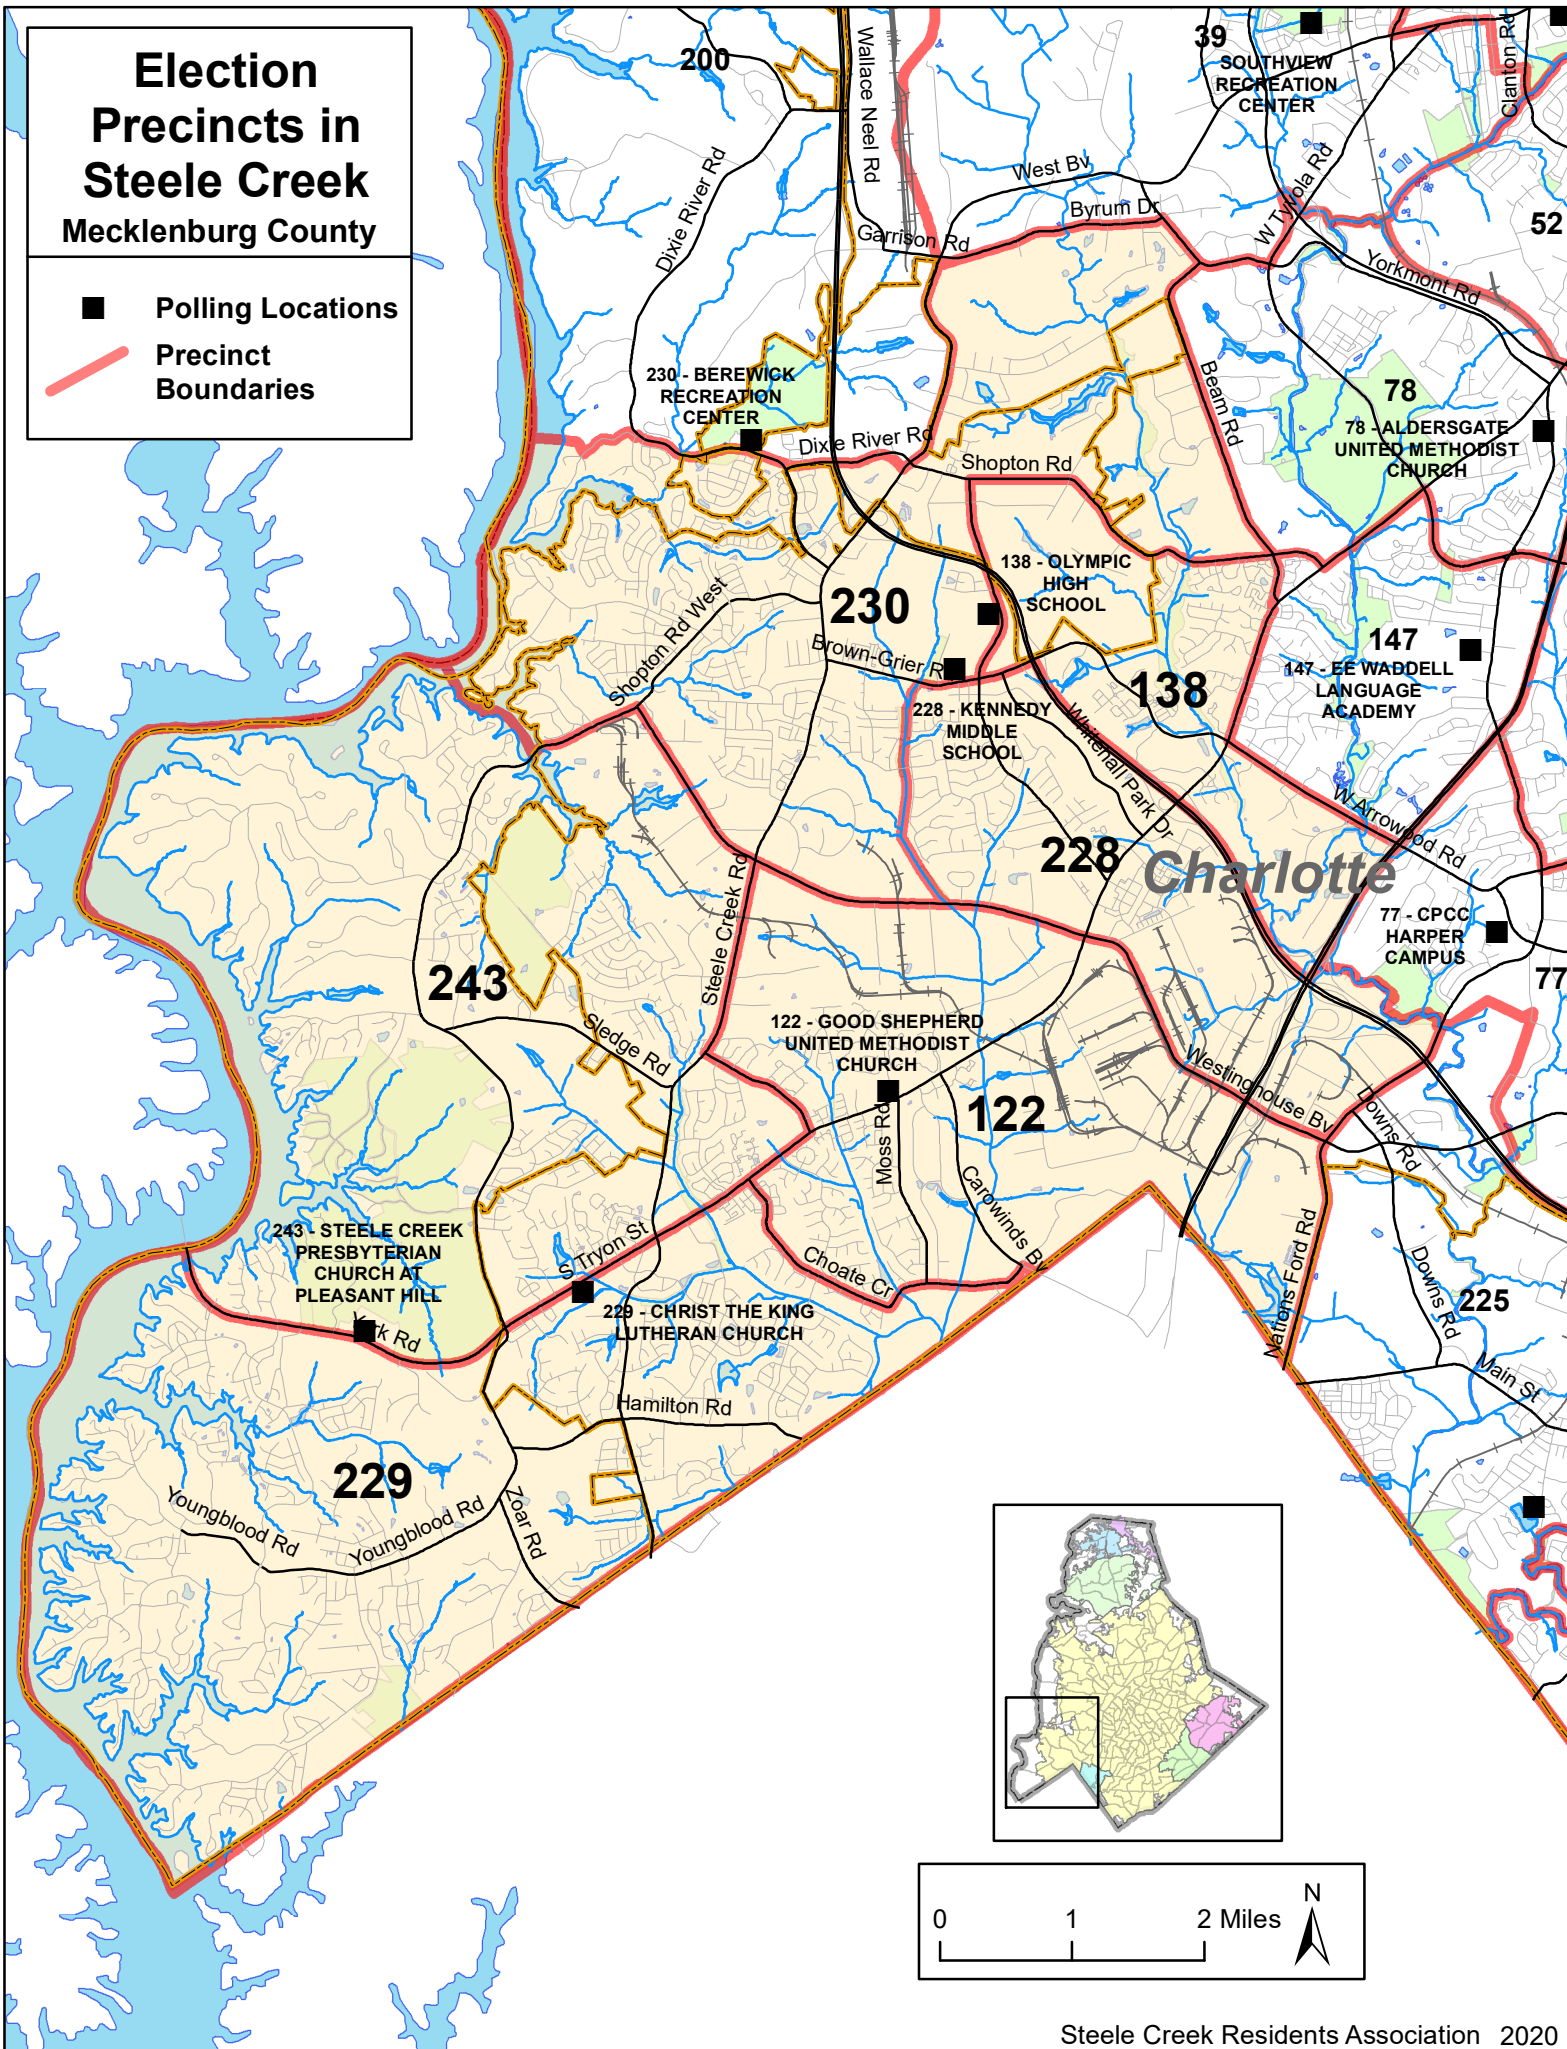 Election
Precincts in
Steele Creek
Mecklenburg County
Polling Locations
Precinct
Boundaries
200
Wallace Neel Rd
39
SOUTHVIEW
RECREATION
CENTER
Clanton Rd
Dixie River Rd
West Bv
Byrum Dr
W Tyvola Rd
52
Garrison Rd
Yorkmont Rd
230 - BEREWICK
RECREATION
CENTER
Beam Rd
78
78 - ALDERSGATE
UNITED METHODIST
CHURCH
Dixie River Rd
Shopton Rd
138 - OLYMPIC
HIGH
SCHOOL
230
Shopton Rd West
Brown-Grier R
147
147 - EE WADDELL
LANGUAGE
ACADEMY
138
228 - KENNEDY
MIDDLE
SCHOOL
Whitehall Park Dr
W Arrowood Rd
228
Charlotte
Steele Creek Rd
77 - CPCC
HARPER
CAMPUS
77
243
Sledge Rd
122 - GOOD SHEPHERD
UNITED METHODIST
CHURCH
122
Westinghouse Bv
Downs Rd
Moss Rd
Carowinds Bv
243 - STEELE CREEK
PRESBYTERIAN
CHURCH AT
PLEASANT HILL
S Tryon St
Choate Cr
Nations Ford Rd
Downs Rd
225
York Rd
229 - CHRIST THE KING
LUTHERAN CHURCH
Main St
Hamilton Rd
229
Youngblood Rd
Youngblood Rd
Zoar Rd
0 1 2 Miles
N
Steele Creek Residents Association 2020